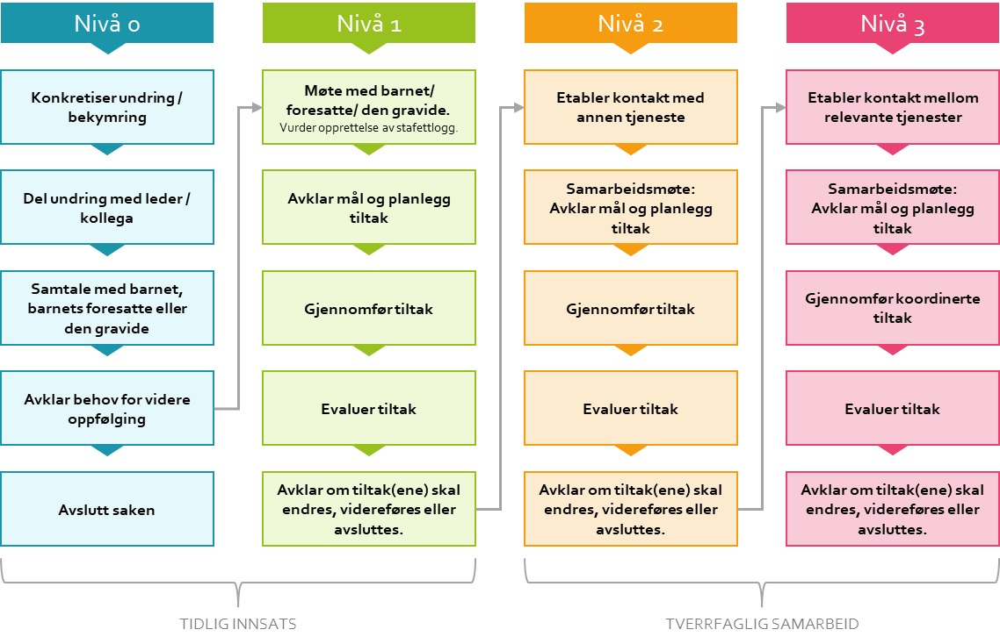 Nivå 0
Konkretiser undring /
bekymring
Del undring med leder /
kollega
Samtale med barnet,
barnets foresatte eller
den gravide
Avklar behov for videre
oppfølging
Avslutt saken
Nivå 1
Møte med barnet/
foresatte/ den gravide.
Vurder opprettelse av stafettlogg.
Avklar mål og planlegg
tiltak
Gjennomfør tiltak
Evaluer tiltak
Avklar om tiltak(ene) skal
endres, videreføres eller
avsluttes.
Nivå 2
Etabler kontakt med
annen tjeneste
Samarbeidsmøte:
Avklar mål og planlegg
tiltak
Gjennomfør tiltak
Evaluer tiltak
Avklar om tiltak(ene) skal
endres, videreføres eller
avsluttes.
Nivå 3
Etabler kontakt mellom
relevante tjenester
Samarbeidsmøte:
Avklar mål og planlegg
tiltak
Gjennomfør koordinerte
tiltak
Evaluer tiltak
Avklar om tiltak(ene) skal
endres, videreføres eller
avsluttes.
TIDLIG INNSATS
TVERRFAGLIG SAMARBEID